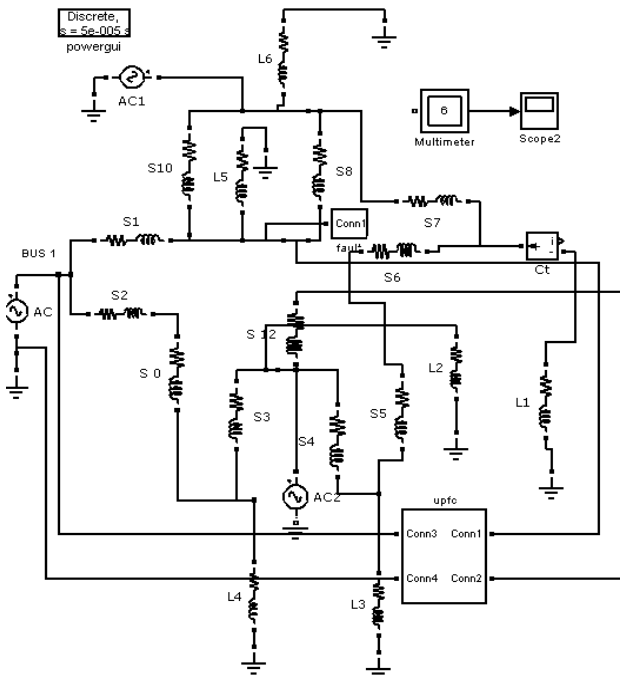 Discrete,
s = 5e-005 s
powergui
L6
AC1
6
Multimeter
Scope2
S10
L5
S8
S7
S1
Conn1
fault
i
-
Ct
BUS 1
S6
S2
AC
S 12
S 0
L2
S3
S4
S5
L1
AC2
upfc
Conn3 Conn1
Conn4 Conn2
L4
L3